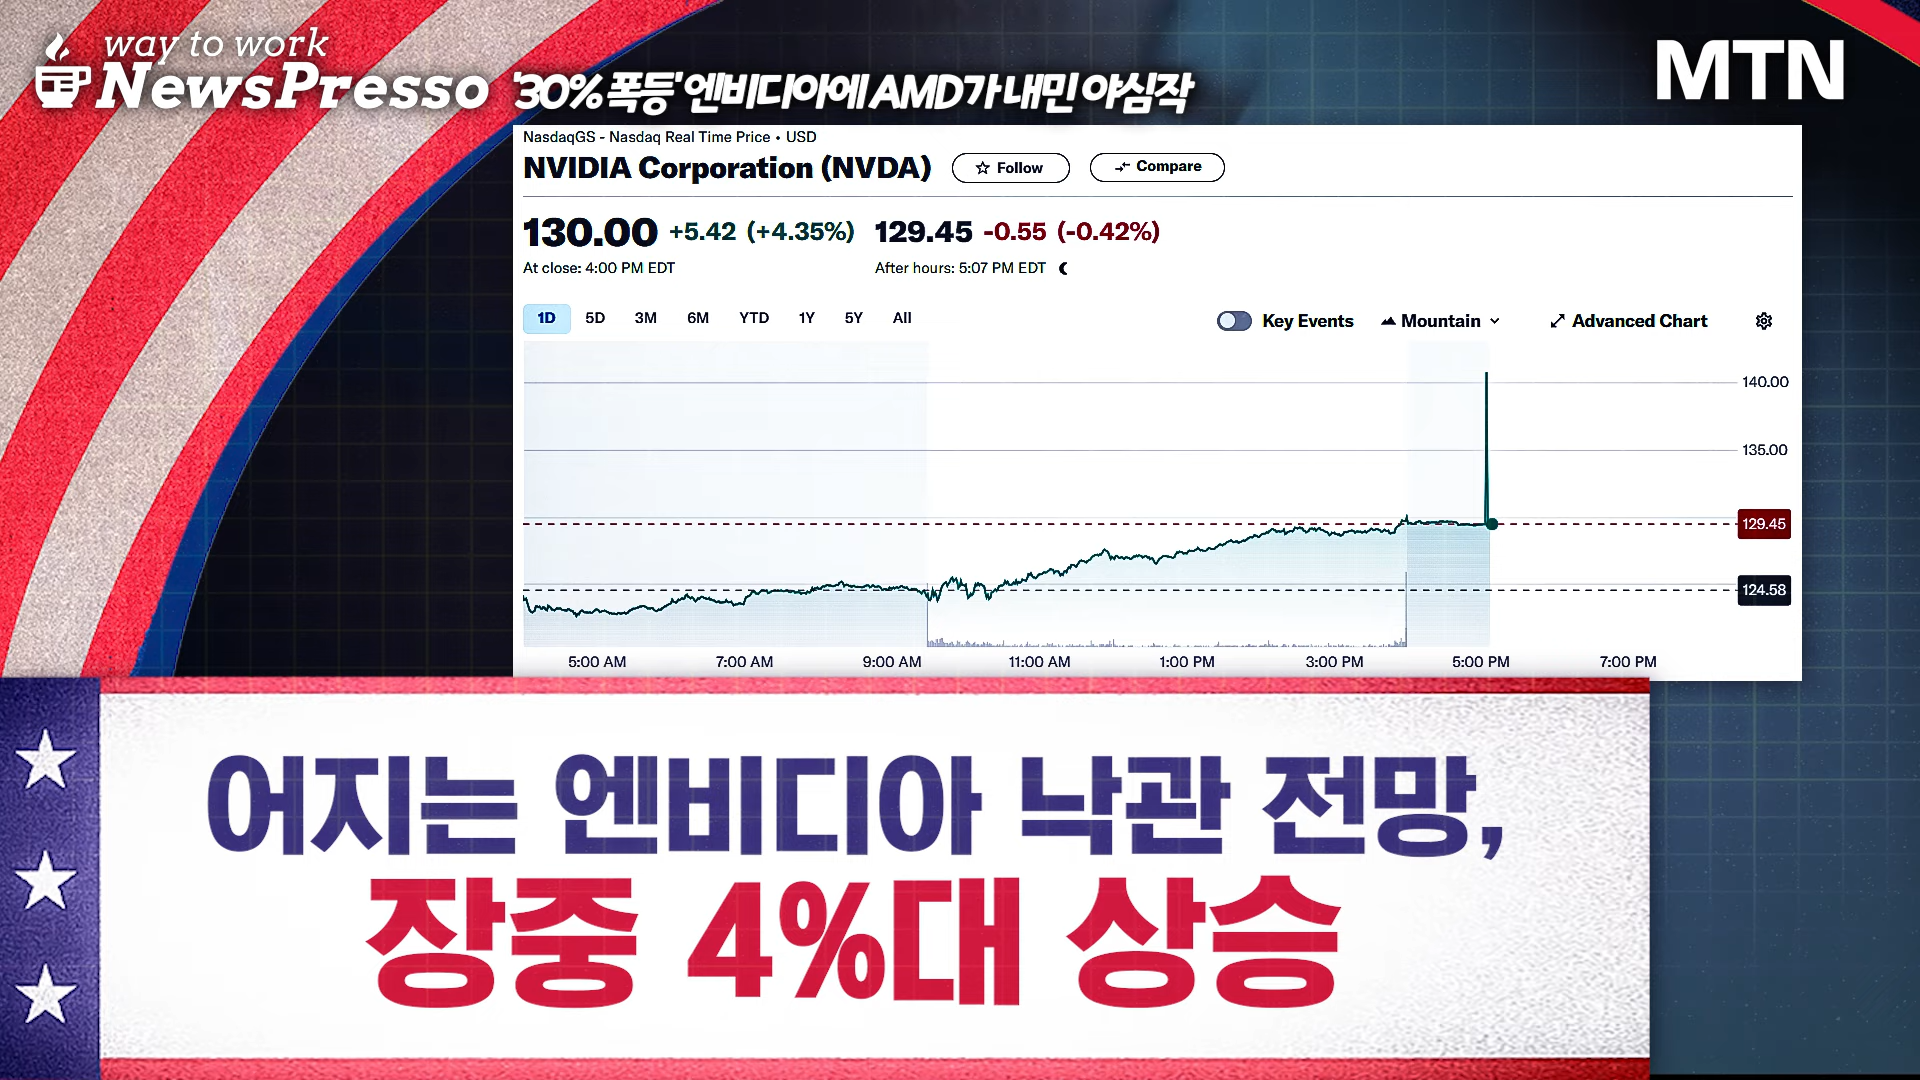 way to work
NewsPresso
'30% 폭등' 엔비디아에 AMD가 내민 야심작
MTN
NasdaqGS - Nasdaq Real Time Price • USD
NVIDIA Corporation (NVDA)
Follow
Compare
130.00 +5.42 (+4.35%) 129.45 -0.55 (-0.42%)
At close: 4:00 PM EDT After hours: 5:07 PM EDT
1D 5D 3M 6M YTD 1Y 5Y All
Key Events Mountain Advanced Chart
140.00
135.00
129.45
124.58
5:00 AM 7:00 AM 9:00 AM 11:00 AM 1:00 PM 3:00 PM 5:00 PM 7:00 PM
어지는 엔비디아 낙관 전망,
장중 4%대 상승